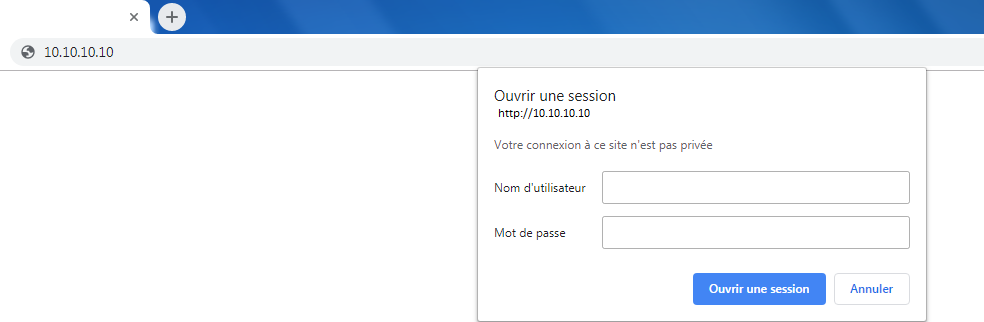 10.10.10.10
Ouvrir une session
http://10.10.10.10
Votre connexion à ce site n'est pas privée
Nom d'utilisateur
Mot de passe
Ouvrir une session Annuler